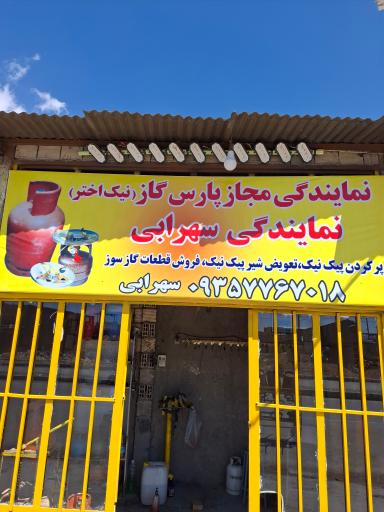 نمایندگی مجاز پارس گاز (نیک اختر)
نمایندگی سهرابی
پر کردن پیک نیک، تعویض شیر پیک نیک، فروش قطعات گاز سوز
۰۹۳۵۷۷۶۷۰۱۸ سهرابی